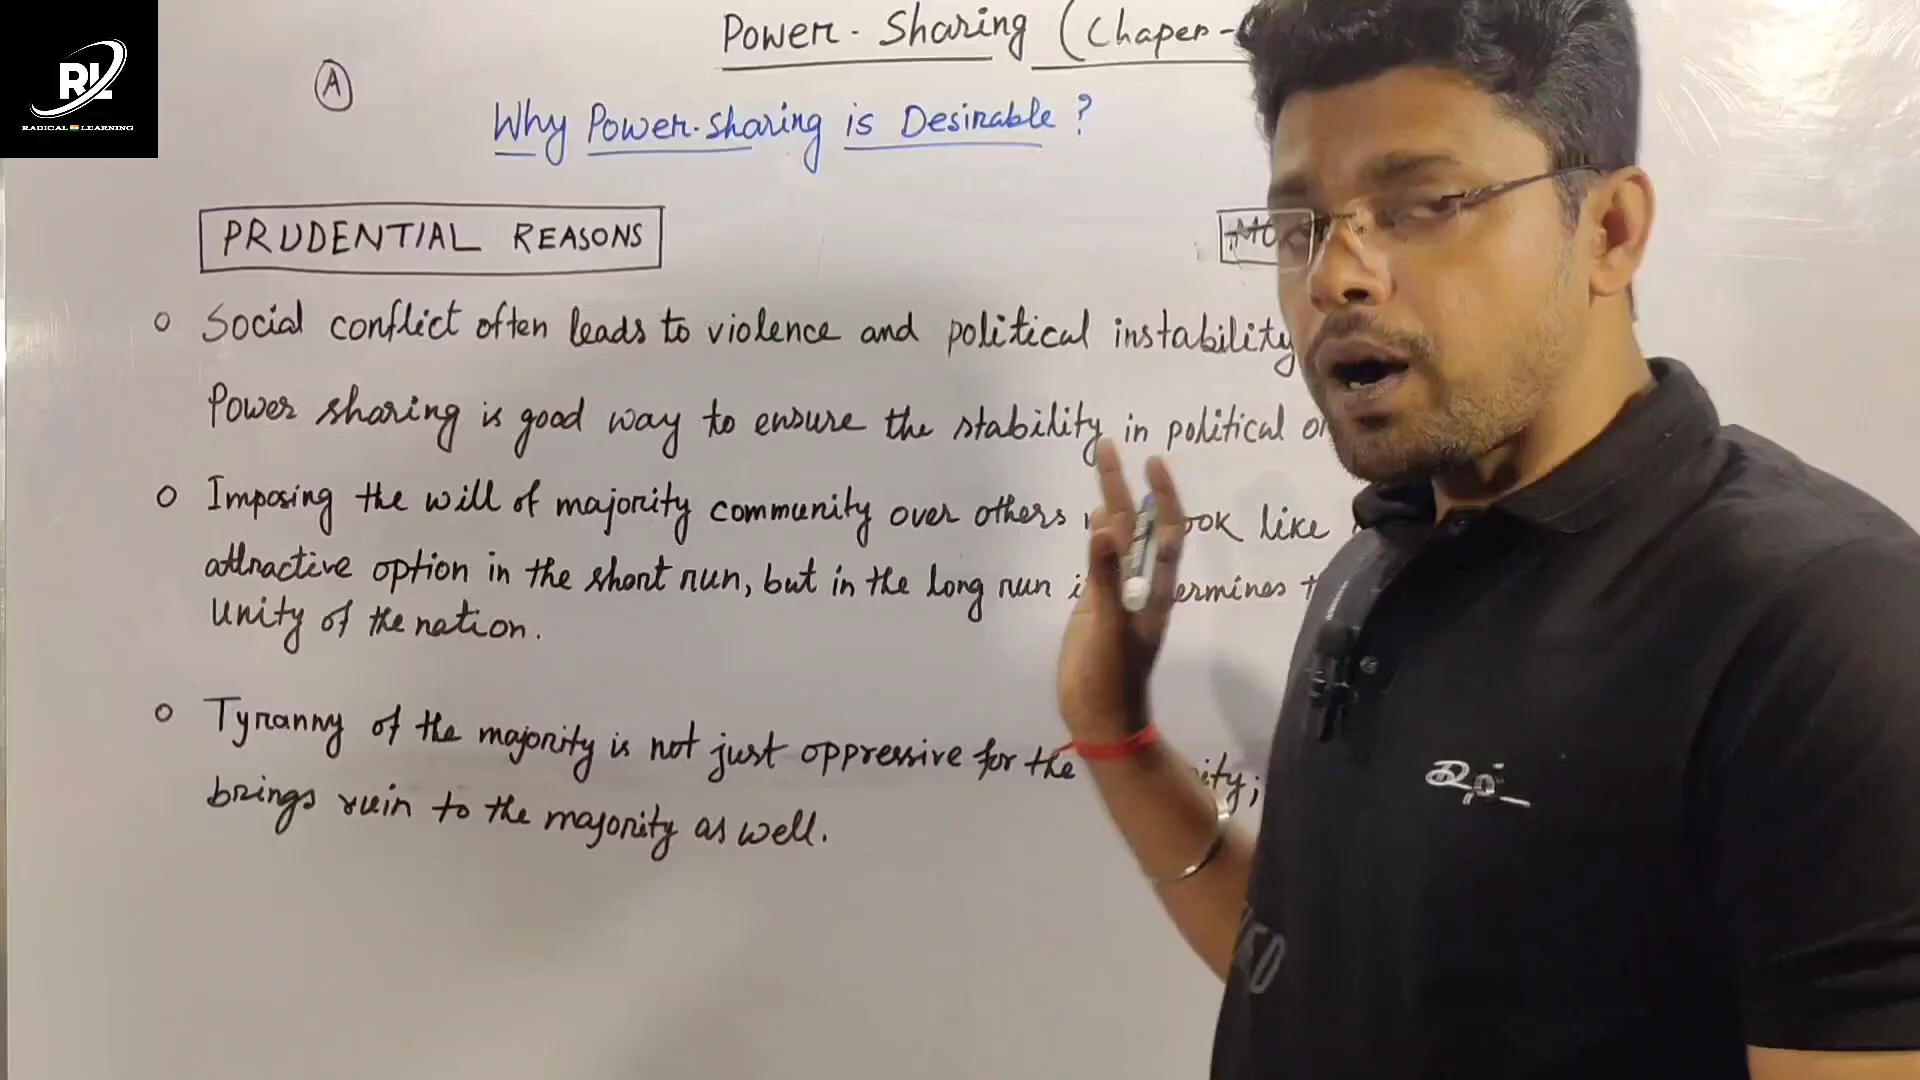 RL
RADICAL LEARNING
Power-Sharing (Chaper-
A
Why Power-sharing is Desirable?
PRUDENTIAL REASONS
Social conflict often leads to violence and political instability
Power sharing is good way to ensure the stability in political
Imposing the will of majority community over others like
attractive option in the short run, but in the long run
Unity of the nation.
Tyranny of the majority is not just oppressive for the
brings ruin to the majority as well.